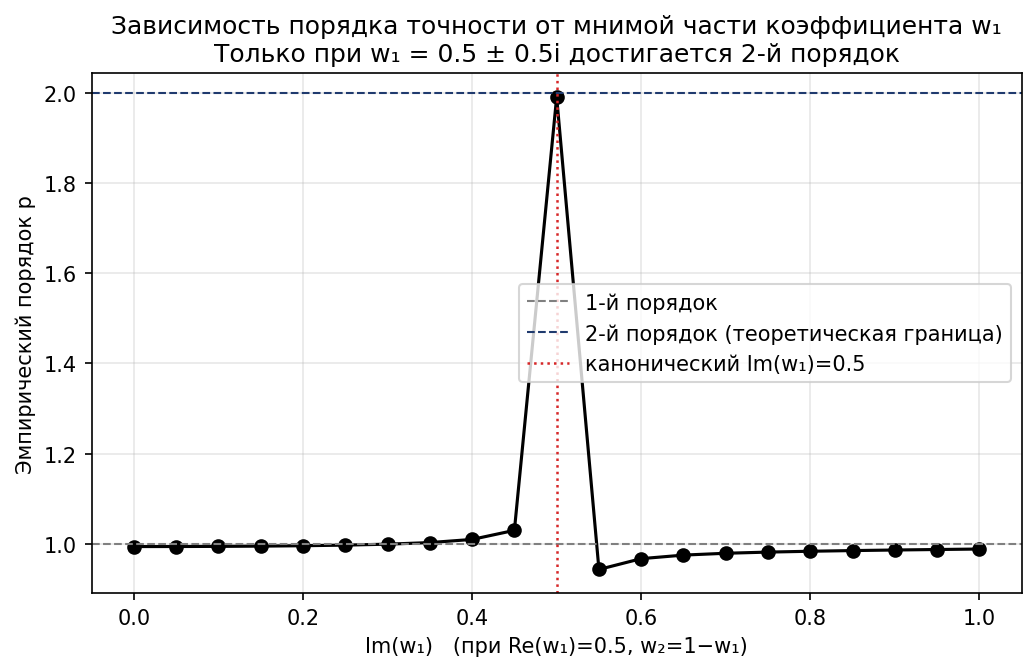 Зависимость порядка точности от мнимой части коэффициента w₁
Только при w₁ = 0.5 ± 0.5i достигается 2-й порядок
Эмпирический порядок p
2.0
1.8
1.6
1.4
1.2
1.0
1-й порядок
2-й порядок (теоретическая граница)
канонический Im(w₁)=0.5
0.0
0.2
0.4
0.6
0.8
1.0
Im(w₁) (при Re(w₁)=0.5, w₂=1−w₁)